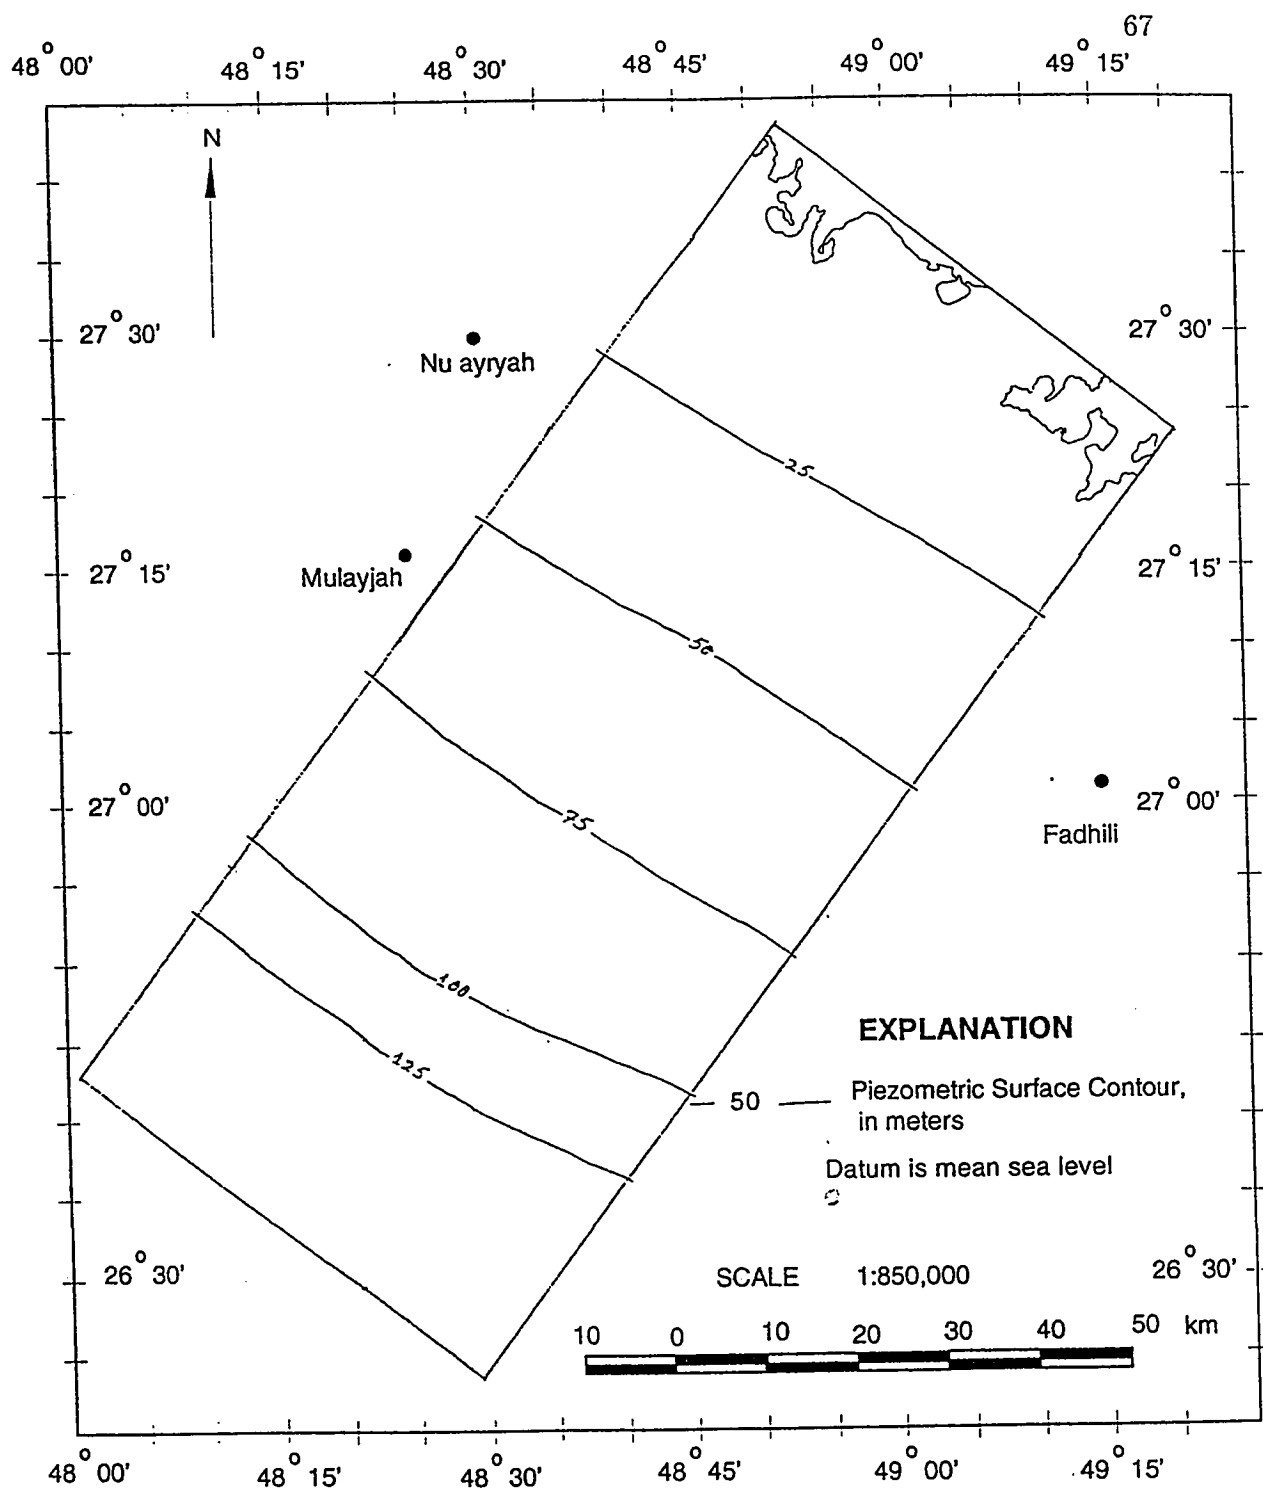 67
48° 00' 48° 15' 48° 30' 48° 45' 49° 00' 49° 15'
N
27° 30' 27° 30'
Nu ayryah
25
27° 15' 27° 15'
Mulayjah
50
27° 00' 27° 00'
Fadhili
75
100
125
EXPLANATION
50 Piezometric Surface Contour,
in meters
Datum is mean sea level
26° 30' 26° 30'
SCALE 1:850,000
10 0 10 20 30 40 50 km
48° 00' 48° 15' 48° 30' 48° 45' 49° 00' 49° 15'